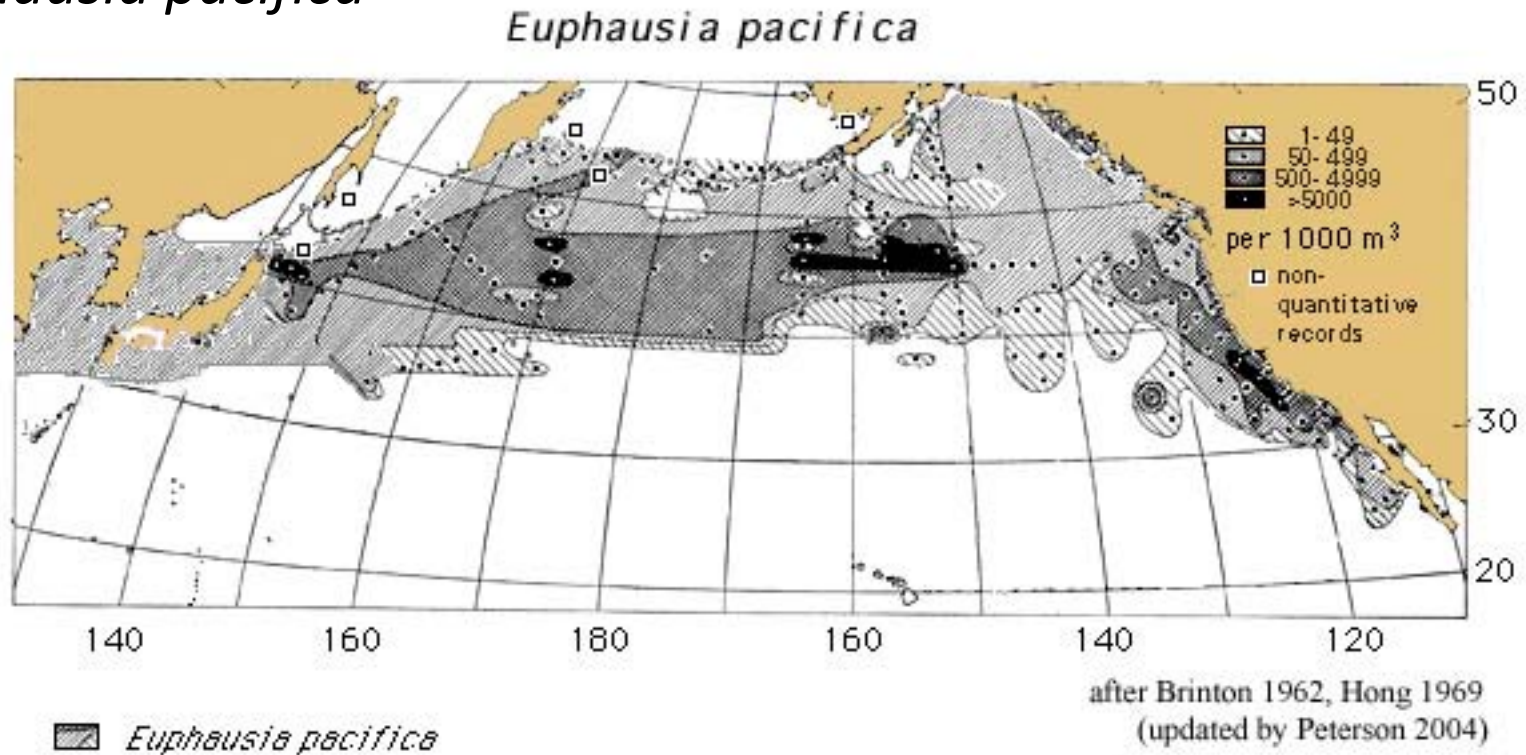 Euphausia pacifica
50
1-49
50-499
500-4999
>5000
per 1000 m³
non-
quantitative
records
30
20
140 160 180 160 140 120
after Brinton 1962, Hong 1969
(updated by Peterson 2004)
Euphausia pacifica